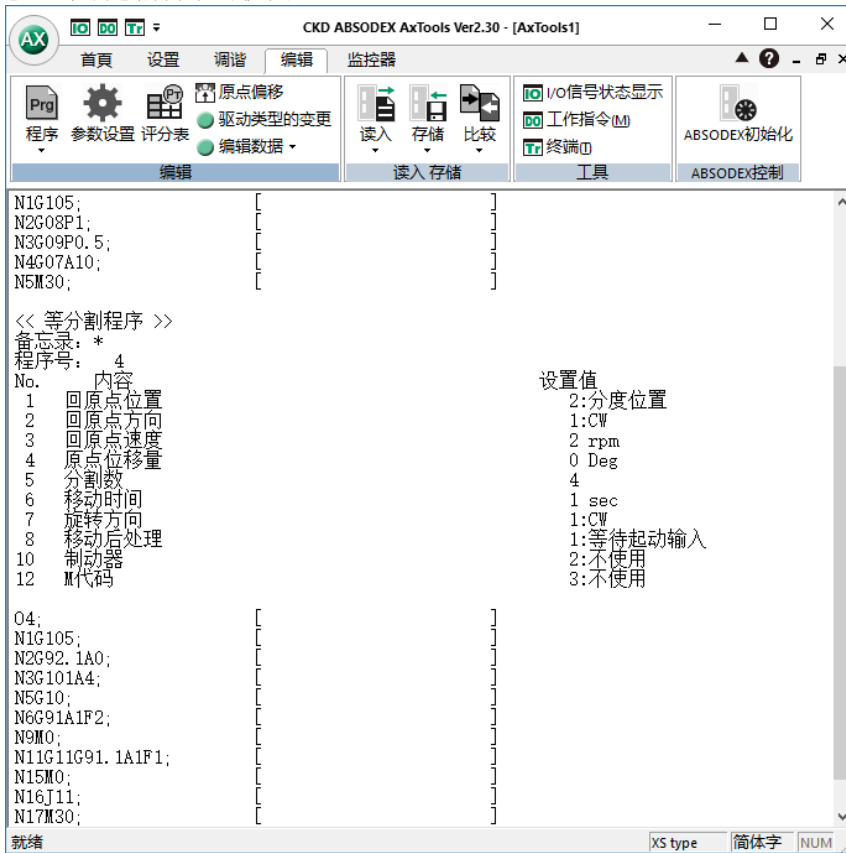 AX IO DO Tr CKD ABSODEX AxTools Ver2.30 - [AxTools1]
首頁 设置 调谐 编辑 监控器
Prg PT 原点偏移 IO I/O信号状态显示
驱动类型的变更 DO 工作指令(M)
程序 参数设置 评分表 编辑数据 读入 存储 比较 Tr 终端(T) ABSODEX初始化
编辑 读入 存储 工具 ABSODEX控制
N1G105; [ ]
N2G08P1; [ ]
N3G09P0.5; [ ]
N4G07A10; [ ]
N5M30; [ ]
<< 等分割程序 >>
备忘录: *
程序号: 4
No. 内容 设置值
1 回原点位置 2:分度位置
2 回原点方向 1:CW
3 回原点速度 2 rpm
4 原点位移量 0 Deg
5 分割数 4
6 移动时间 1 sec
7 旋转方向 1:CW
8 移动后处理 1:等待起动输入
10 制动器 2:不使用
12 M代码 3:不使用
O4; [ ]
N1G105; [ ]
N2G92.1A0; [ ]
N3G101A4; [ ]
N5G10; [ ]
N6G91A1F2; [ ]
N9M0; [ ]
N11G11G91.1A1F1; [ ]
N15M0; [ ]
N16J11; [ ]
N17M30; [ ]
就绪 XS type 简体字 NUM